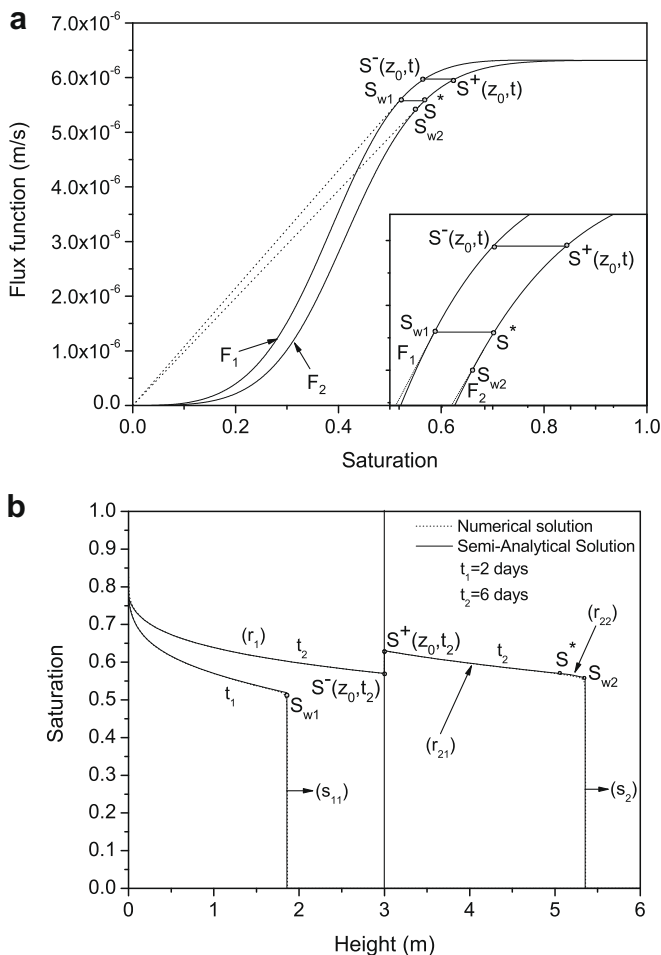 a
7.0x10⁻⁶
6.0x10⁻⁶
5.0x10⁻⁶
4.0x10⁻⁶
3.0x10⁻⁶
2.0x10⁻⁶
1.0x10⁻⁶
0.0
Flux function (m/s)
S⁻(z₀,t)
S⁺(z₀,t)
S_w1
S*
S_w2
F₁
F₂
S⁻(z₀,t)
S⁺(z₀,t)
S_w1
S*
F₁
S_w2
F₂
0.0 0.2 0.4 0.6 0.8 1.0
Saturation
b
1.0
0.9
0.8
0.7
0.6
0.5
0.4
0.3
0.2
0.1
0.0
Saturation
Numerical solution
Semi-Analytical Solution
t₁=2 days
t₂=6 days
(r₁)
t₂
t₁
S_w1
S⁻(z₀,t₂)
S⁺(z₀,t₂)
t₂
(r₂₂)
S*
S_w2
(r₂₁)
(s₁₁)
(s₂)
0 1 2 3 4 5 6
Height (m)